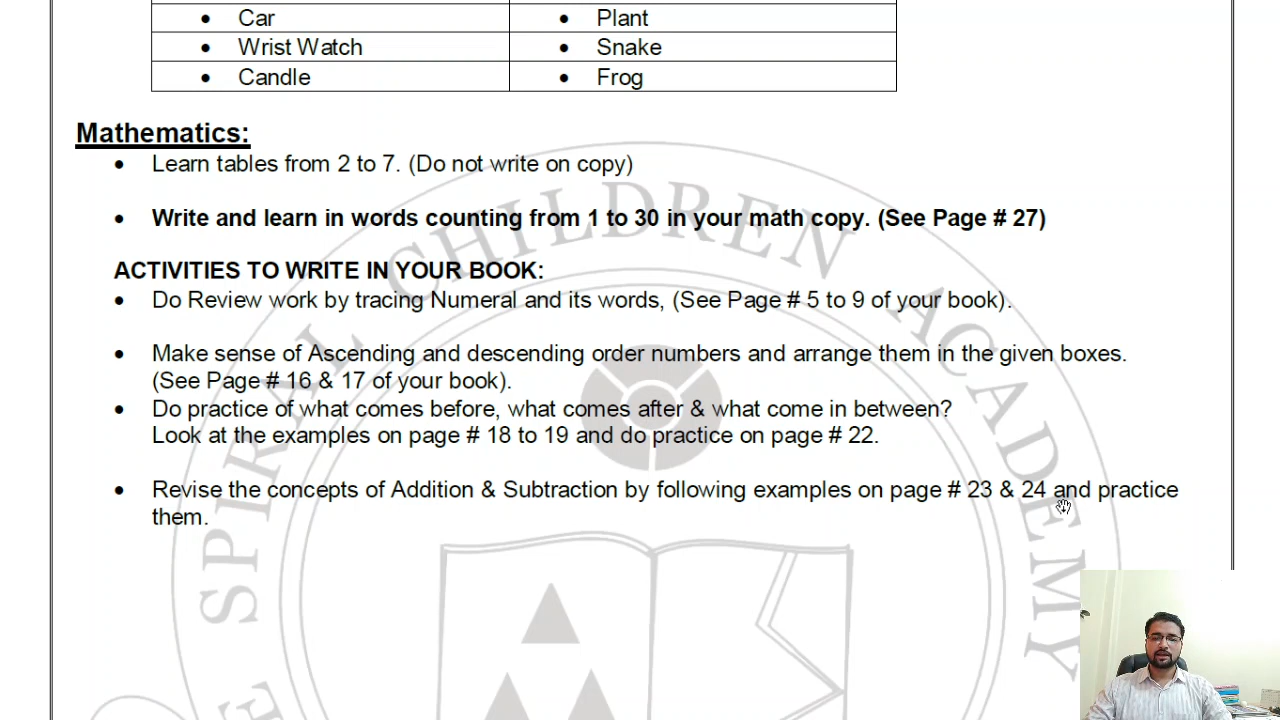 • Car • Plant
• Wrist Watch • Snake
• Candle • Frog
Mathematics:
• Learn tables from 2 to 7. (Do not write on copy)
• Write and learn in words counting from 1 to 30 in your math copy. (See Page # 27)
ACTIVITIES TO WRITE IN YOUR BOOK:
• Do Review work by tracing Numeral and its words, (See Page # 5 to 9 of your book).
• Make sense of Ascending and descending order numbers and arrange them in the given boxes.
(See Page # 16 & 17 of your book).
• Do practice of what comes before, what comes after & what come in between?
Look at the examples on page # 18 to 19 and do practice on page # 22.
• Revise the concepts of Addition & Subtraction by following examples on page # 23 & 24 and practice
them.
SPIRAL CHILDREN ACADEMY